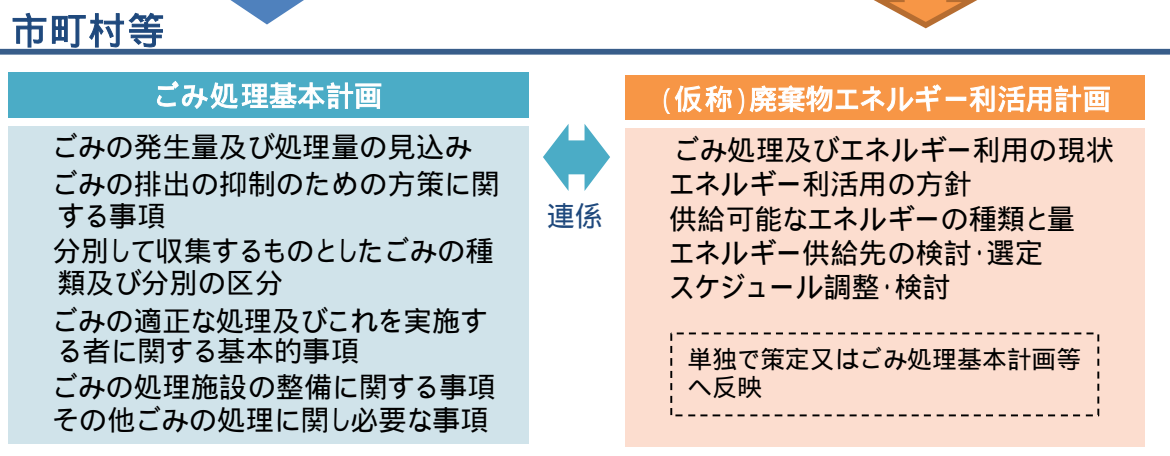 市町村等
ごみ処理基本計画
ごみの発生量及び処理量の見込み
ごみの排出の抑制のための方策に関
する事項
分別して収集するものとしたごみの種
類及び分別の区分
ごみの適正な処理及びこれを実施す
る者に関する基本的事項
ごみの処理施設の整備に関する事項
その他ごみの処理に関し必要な事項
連係
(仮称)廃棄物エネルギー利活用計画
ごみ処理及びエネルギー利用の現状
エネルギー利活用の方針
供給可能なエネルギーの種類と量
エネルギー供給先の検討･選定
スケジュール調整･検討
単独で策定又はごみ処理基本計画等
へ反映